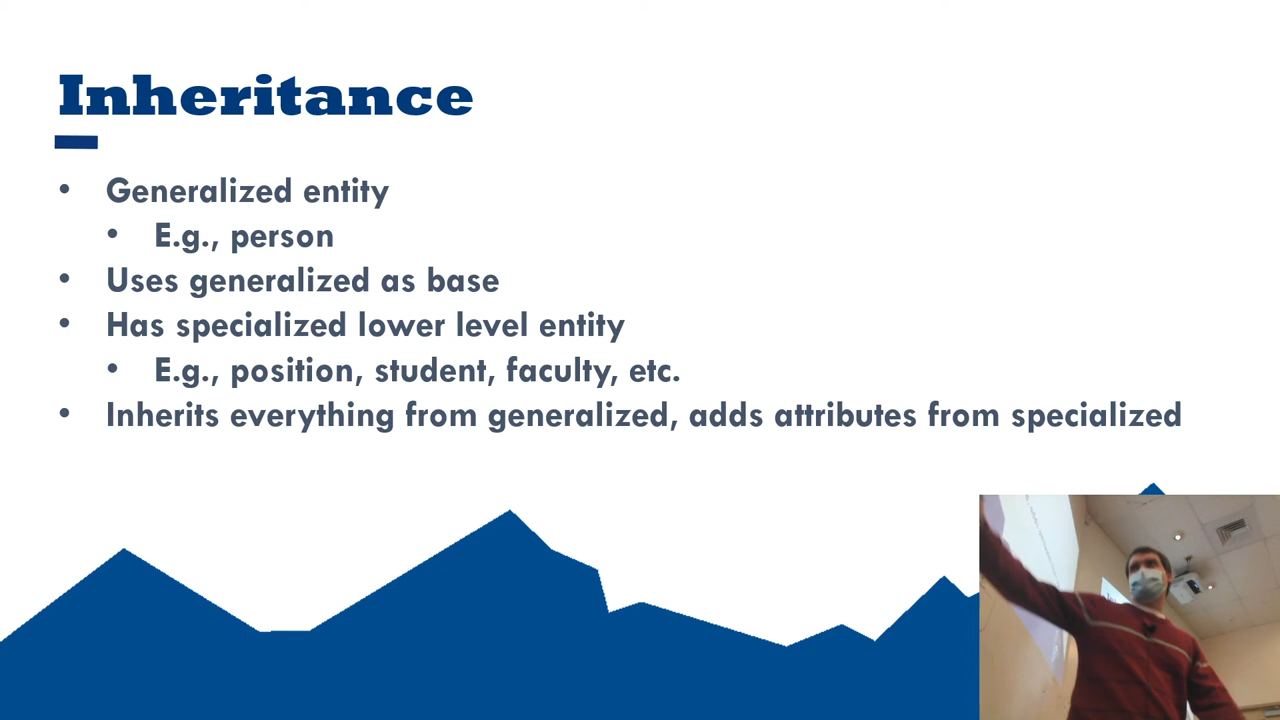 Inheritance
• Generalized entity
• E.g., person
• Uses generalized as base
• Has specialized lower level entity
• E.g., position, student, faculty, etc.
• Inherits everything from generalized, adds attributes from specialized